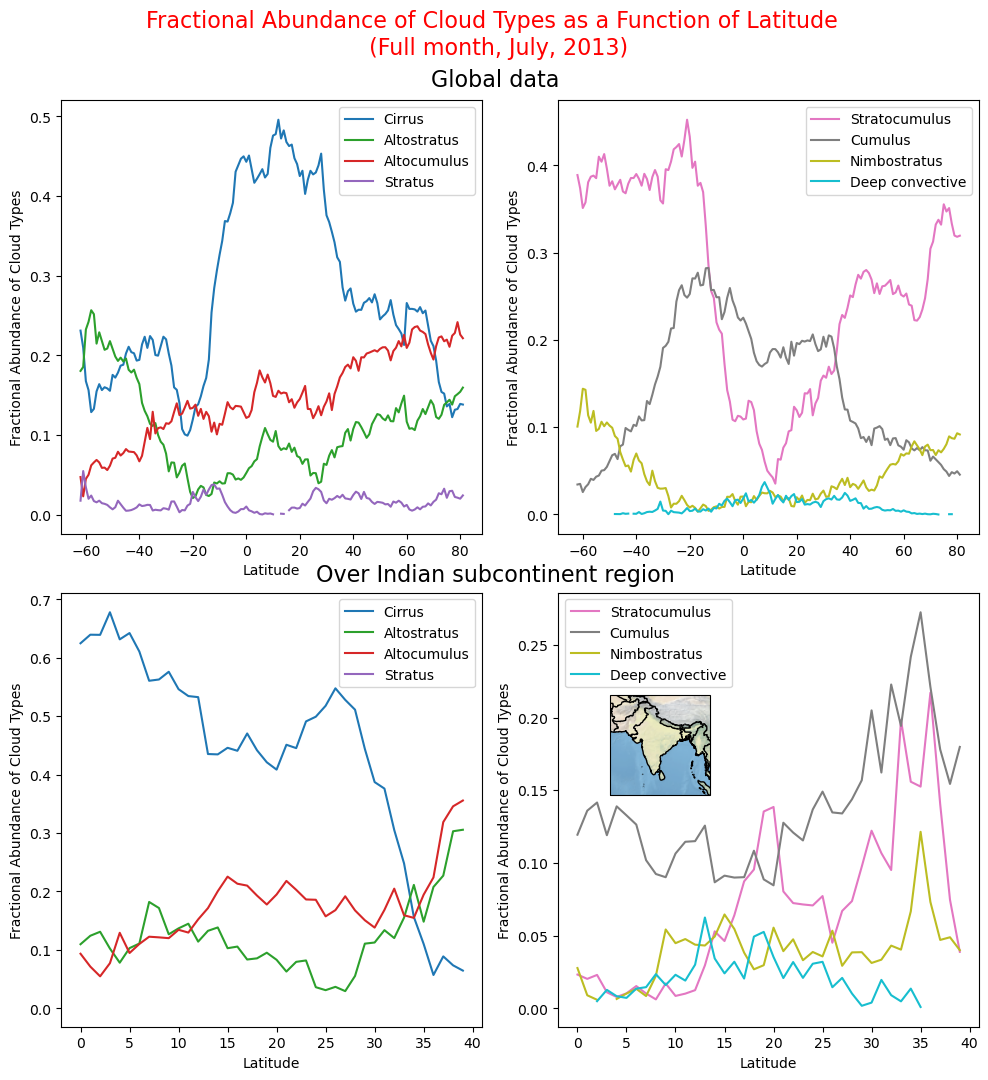 Fractional Abundance of Cloud Types as a Function of Latitude
(Full month, July, 2013)
Global data
Fractional Abundance of Cloud Types
0.5
0.4
0.3
0.2
0.1
0.0
Cirrus
Altostratus
Altocumulus
Stratus
−60
−40
−20
0
20
40
60
80
Latitude
Fractional Abundance of Cloud Types
0.4
0.3
0.2
0.1
0.0
Stratocumulus
Cumulus
Nimbostratus
Deep convective
−60
−40
−20
0
20
40
60
80
Latitude
Over Indian subcontinent region
Fractional Abundance of Cloud Types
0.7
0.6
0.5
0.4
0.3
0.2
0.1
0.0
Cirrus
Altostratus
Altocumulus
Stratus
0
5
10
15
20
25
30
35
40
Latitude
Fractional Abundance of Cloud Types
0.25
0.20
0.15
0.10
0.05
0.00
Stratocumulus
Cumulus
Nimbostratus
Deep convective
0
5
10
15
20
25
30
35
40
Latitude